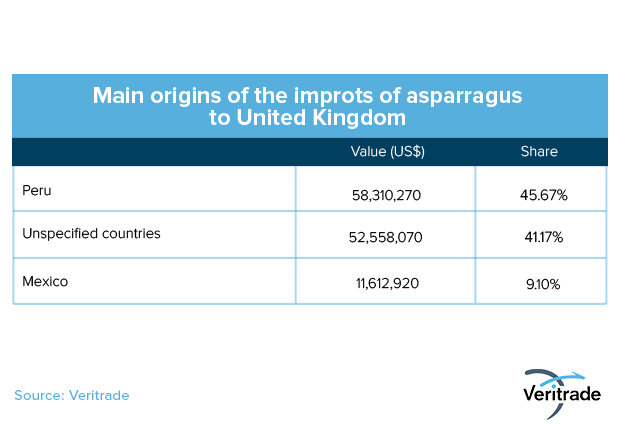 Main origins of the improts of asparragus
to United Kingdom
Value (US$) Share
Peru 58,310,270 45.67%
Unspecified countries 52,558,070 41.17%
Mexico 11,612,920 9.10%
Source: Veritrade
Veritrade